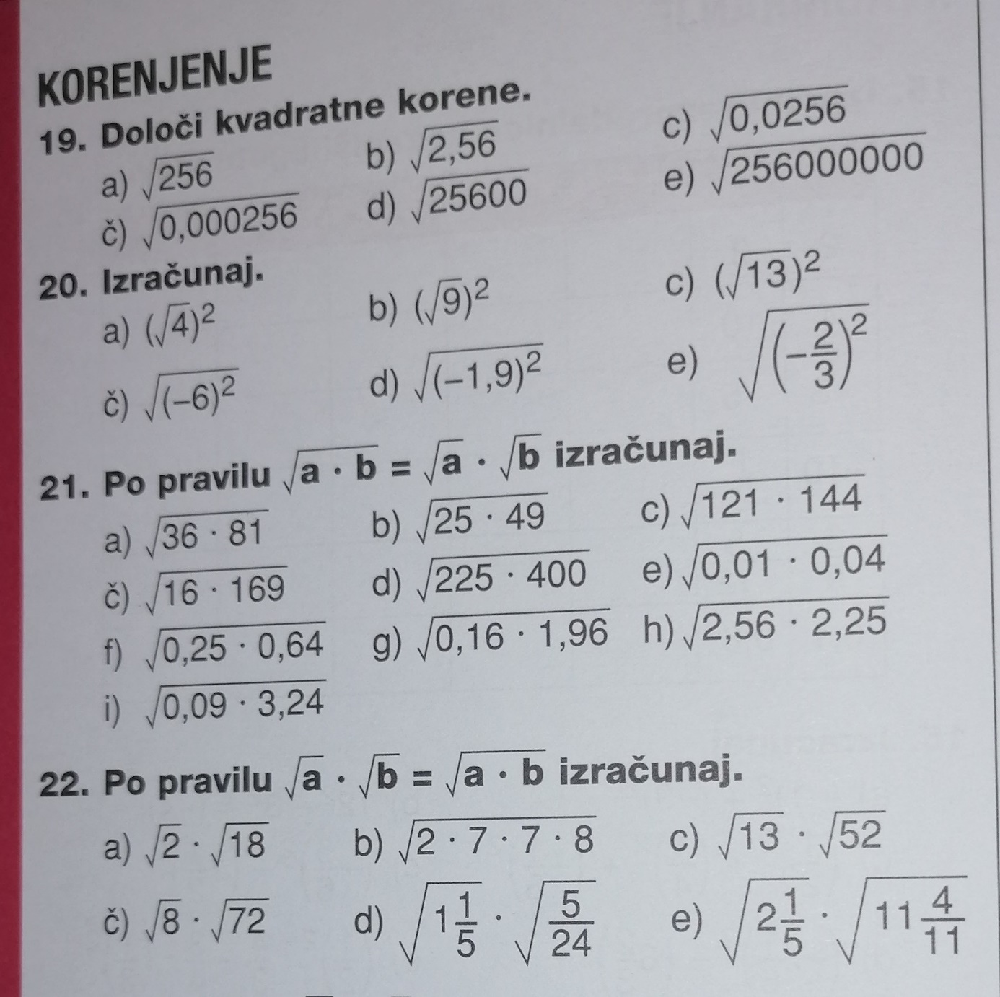 KORENJENJE
19. Določi kvadratne korene.
a) √256 b) √2,56 c) √0,0256
č) √0,000256 d) √25600 e) √256000000
20. Izračunaj.
a) (√4)² b) (√9)² c) (√13)²
č) √(−6)² d) √(−1,9)² e) √(−2/3)²
21. Po pravilu √a · b = √a · √b izračunaj.
a) √36 · 81 b) √25 · 49 c) √121 · 144
č) √16 · 169 d) √225 · 400 e) √0,01 · 0,04
f) √0,25 · 0,64 g) √0,16 · 1,96 h) √2,56 · 2,25
i) √0,09 · 3,24
22. Po pravilu √a · √b = √a · b izračunaj.
a) √2 · √18 b) √2 · 7 · 7 · 8 c) √13 · √52
č) √8 · √72 d) √1 1/5 · √5/24 e) √2 1/5 · √11 4/11